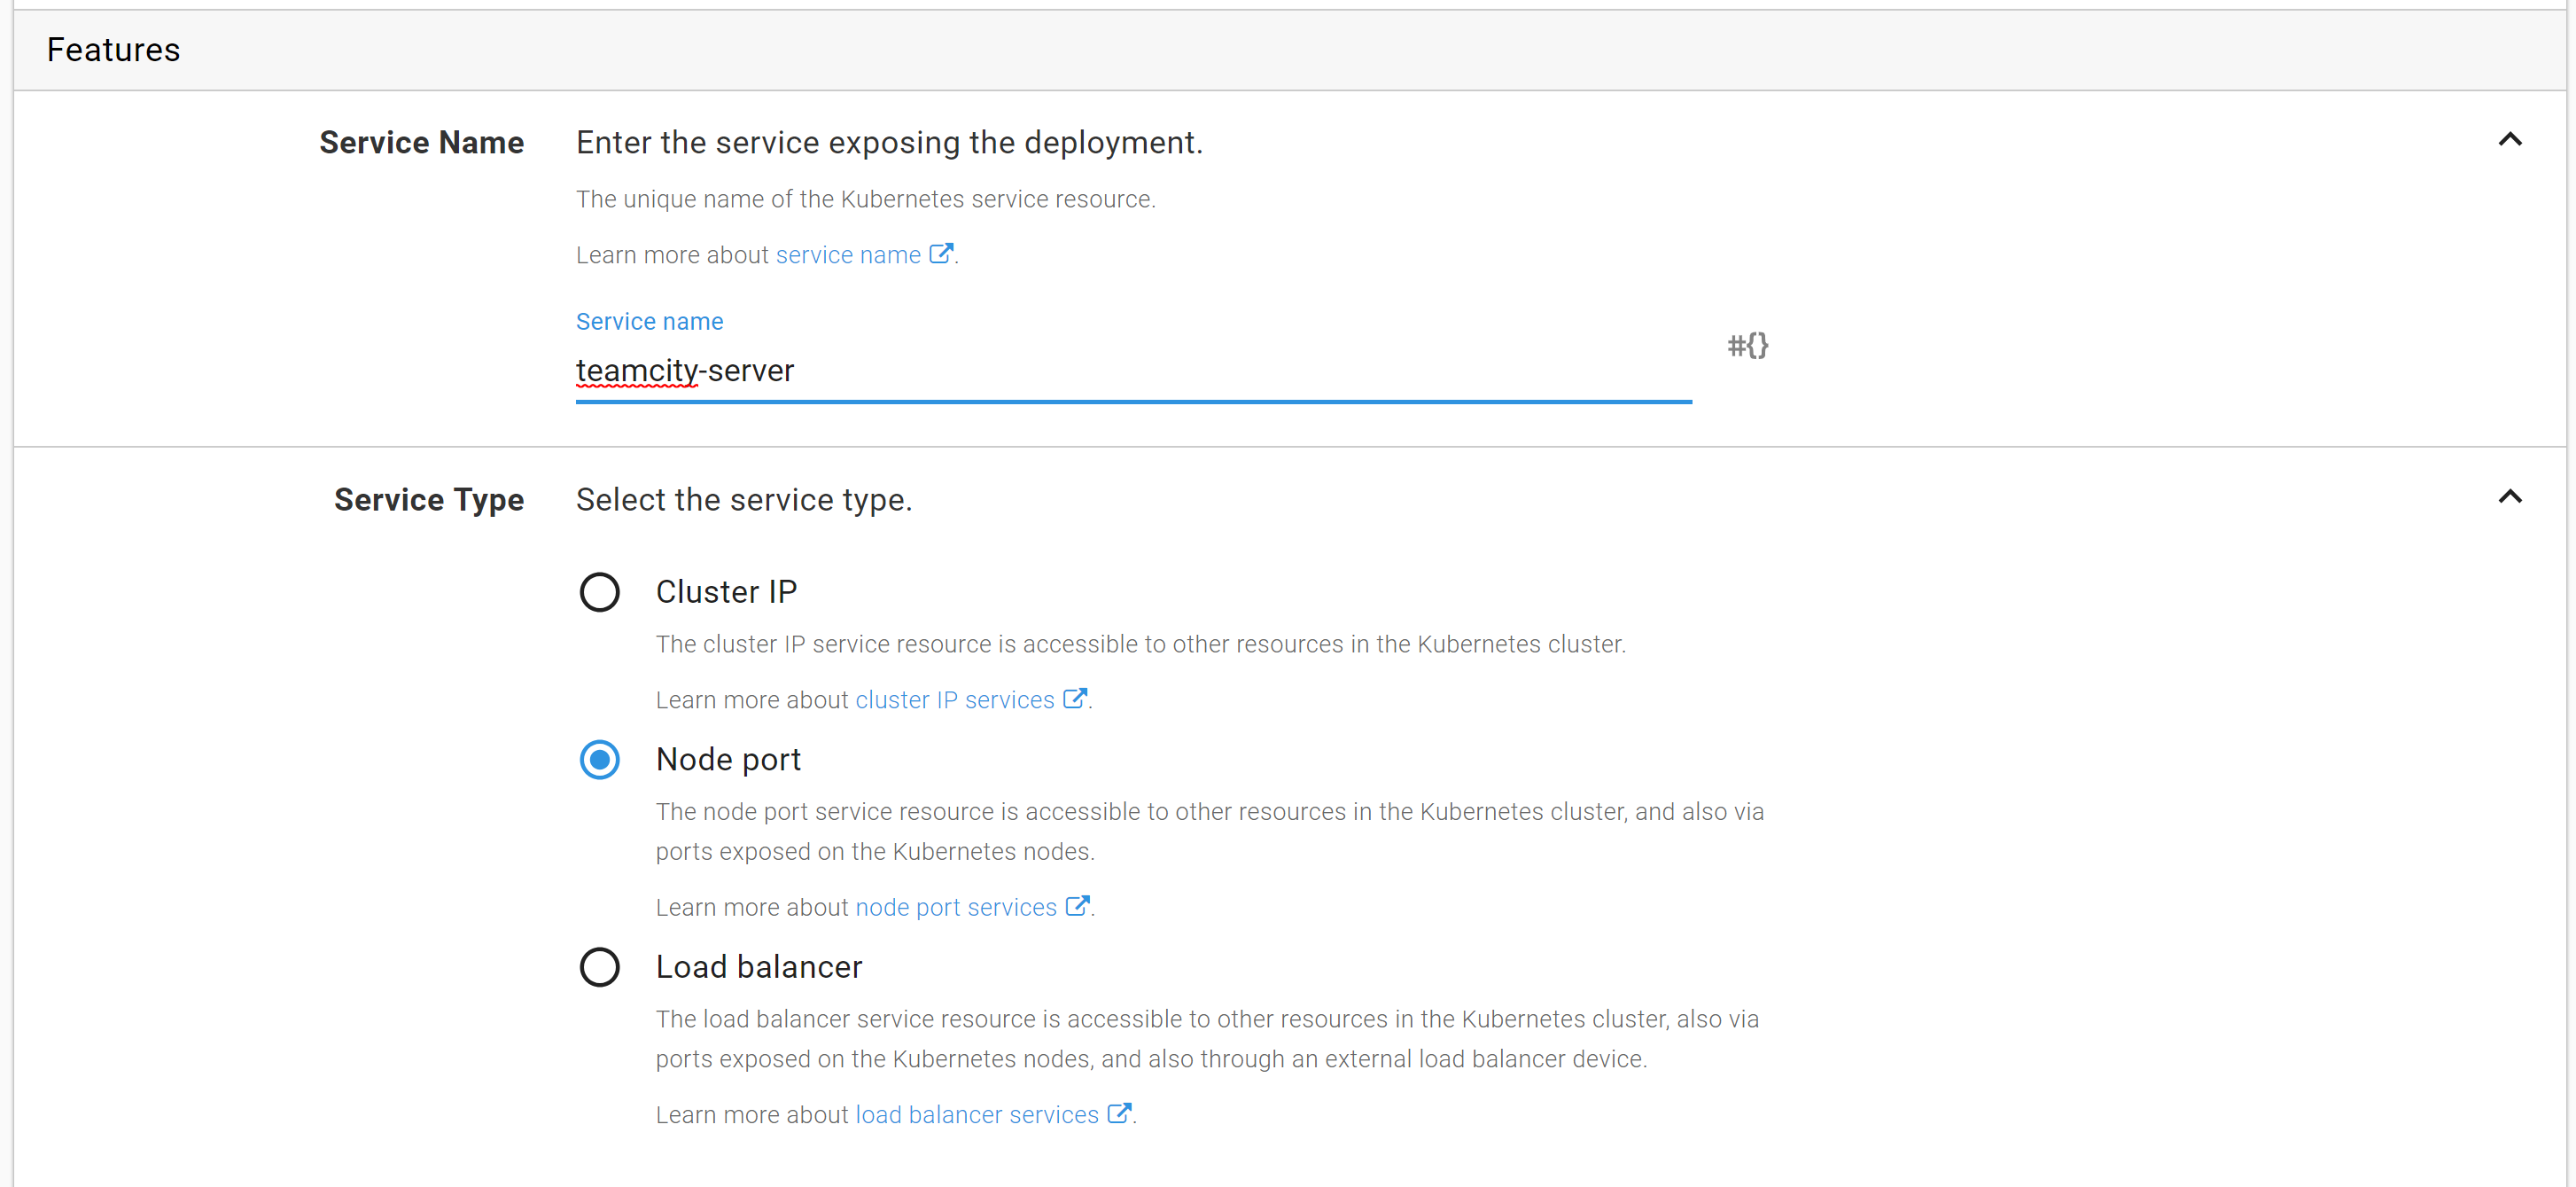 Features
Service Name
Enter the service exposing the deployment.
The unique name of the Kubernetes service resource.
Learn more about service name.
Service name
teamcity-server
#{}
Service Type
Select the service type.
Cluster IP
The cluster IP service resource is accessible to other resources in the Kubernetes cluster.
Learn more about cluster IP services.
Node port
The node port service resource is accessible to other resources in the Kubernetes cluster, and also via
ports exposed on the Kubernetes nodes.
Learn more about node port services.
Load balancer
The load balancer service resource is accessible to other resources in the Kubernetes cluster, also via
ports exposed on the Kubernetes nodes, and also through an external load balancer device.
Learn more about load balancer services.